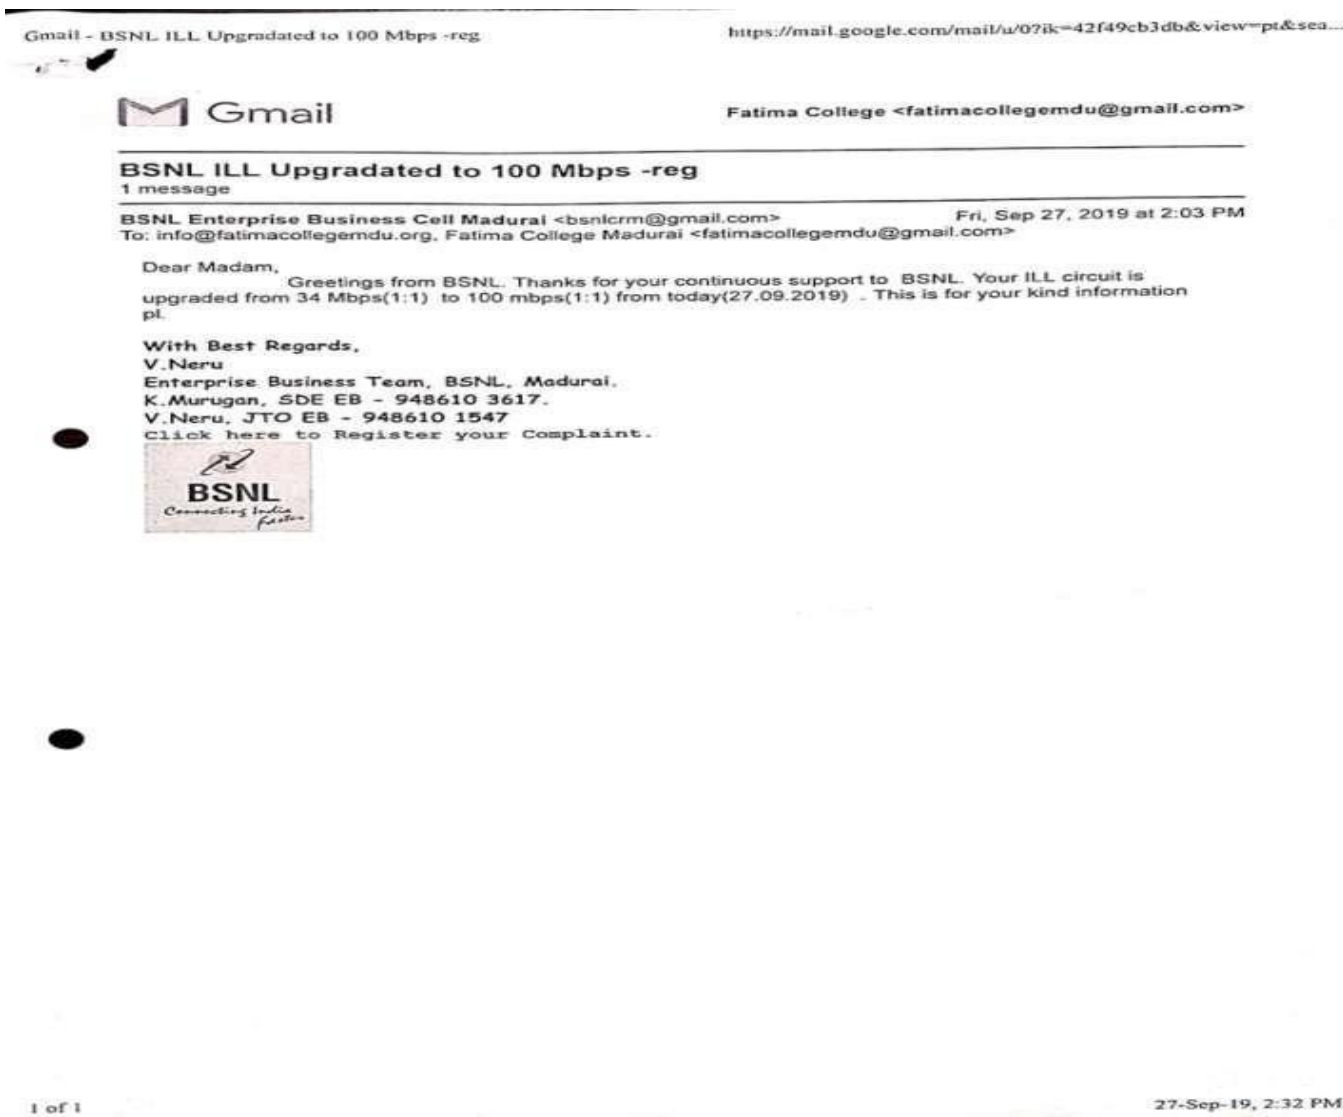 Gmail - BSNL ILL Upgradated to 100 Mbps -reg
https://mail.google.com/mail/u/0?ik=42f49cb3db&view=pt&sea...
Gmail
Fatima College <fatimacollegemdu@gmail.com>
BSNL ILL Upgradated to 100 Mbps -reg
1 message
BSNL Enterprise Business Cell Madurai <bsnlcrm@gmail.com>
Fri, Sep 27, 2019 at 2:03 PM
To: info@fatimacollegemdu.org, Fatima College Madurai <fatimacollegemdu@gmail.com>
Dear Madam,
Greetings from BSNL. Thanks for your continuous support to BSNL. Your ILL circuit is
upgraded from 34 Mbps(1:1) to 100 mbps(1:1) from today(27.09.2019) . This is for your kind information
pl.
With Best Regards,
V.Neru
Enterprise Business Team, BSNL, Madurai.
K.Murugan, SDE EB - 948610 3617.
V.Neru, JTO EB - 948610 1547
Click here to Register your Complaint.
BSNL
Connecting India
faster
1 of 1
27-Sep-19, 2:32 PM